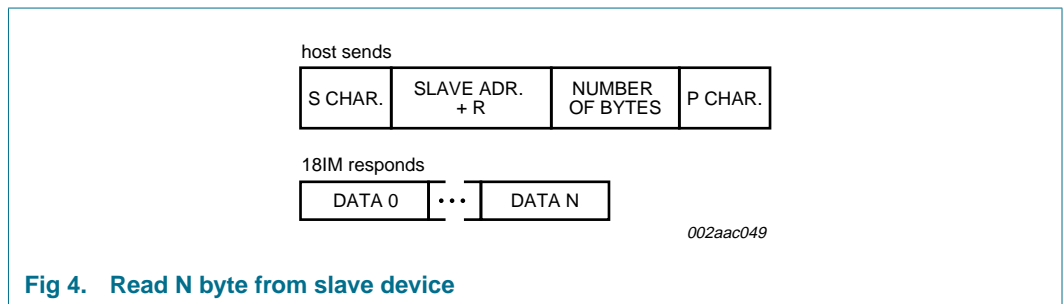 host sends
S CHAR.
SLAVE ADR.
+ R
NUMBER
OF BYTES
P CHAR.
18IM responds
DATA 0
• • •
DATA N
002aac049
Fig 4. Read N byte from slave device